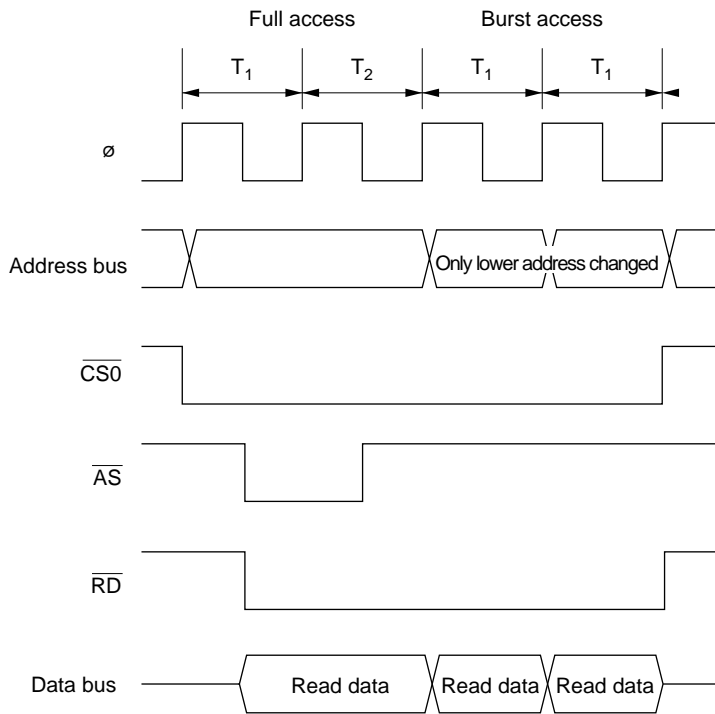 Full access Burst access
T1 T2 T1 T1
ø
Address bus Only lower address changed
CS0
AS
RD
Data bus Read data Read data Read data